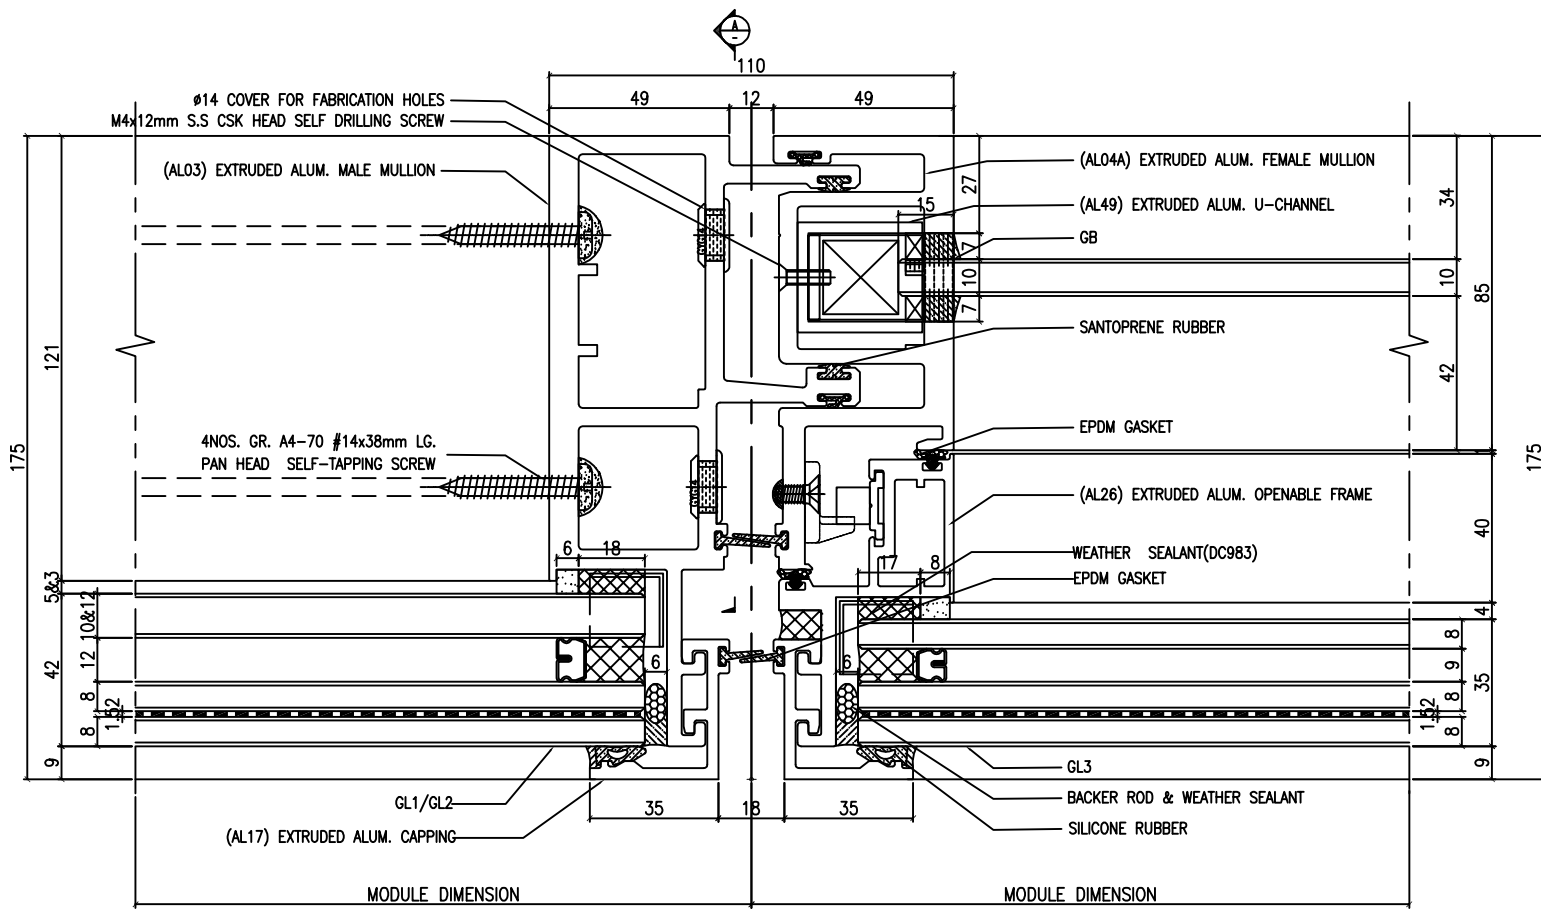 A
-
110
49
12
49
ø14 COVER FOR FABRICATION HOLES
M4x12mm S.S CSK HEAD SELF DRILLING SCREW
(AL03) EXTRUDED ALUM. MALE MULLION
(AL04A) EXTRUDED ALUM. FEMALE MULLION
27
15
34
(AL49) EXTRUDED ALUM. U-CHANNEL
GB
7
10
7
10
85
SANTOPRENE RUBBER
121
42
175
175
4NOS. GR. A4-70 #14x38mm LG.
PAN HEAD SELF-TAPPING SCREW
EPDM GASKET
(AL26) EXTRUDED ALUM. OPENABLE FRAME
40
6
18
17
8
WEATHER SEALANT(DC983)
EPDM GASKET
5&3
10&12
12
42
8
1.52
8
9
6
6
4
8
9
35
8
1.52
8
9
GL1/GL2
(AL17) EXTRUDED ALUM. CAPPING
35
18
35
GL3
BACKER ROD & WEATHER SEALANT
SILICONE RUBBER
MODULE DIMENSION
MODULE DIMENSION